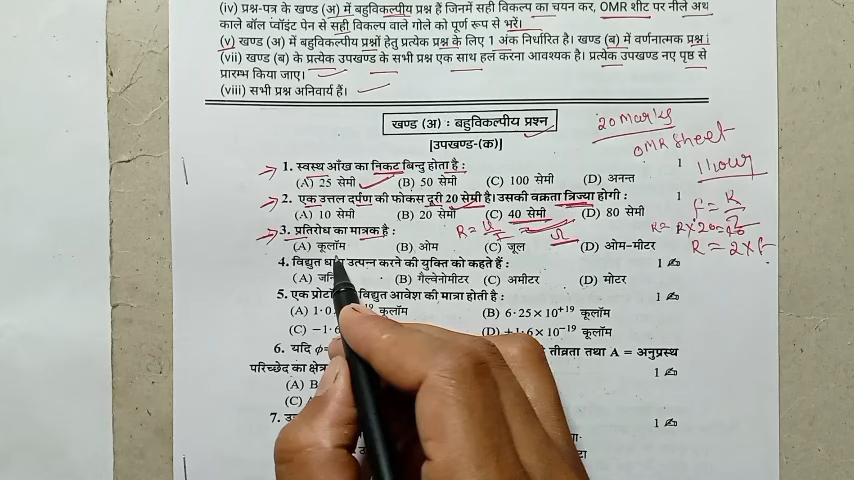 (iv) प्रश्न-पत्र के खण्ड (अ) में बहुविकल्पीय प्रश्न हैं जिनमें सही विकल्प का चयन कर, OMR शीट पर नीले अथ
काले बॉल प्वॉइंट पेन से सही विकल्प वाले गोले को पूर्ण रूप से भरें।
(v) खण्ड (अ) में बहुविकल्पीय प्रश्नों हेतु प्रत्येक प्रश्न के लिए 1 अंक निर्धारित है। खण्ड (ब) में वर्णनात्मक प्रश्न
(vii) खण्ड (ब) के प्रत्येक उपखण्ड के सभी प्रश्न एक साथ हल करना आवश्यक है। प्रत्येक उपखण्ड नए पृष्ठ से
प्रारम्भ किया जाए।
(viii) सभी प्रश्न अनिवार्य हैं।
खण्ड (अ) : बहुविकल्पीय प्रश्न
20 Marks
[उपखण्ड-(क)]
OMR Sheet
1 Hour
1. स्वस्थ आँख का निकट बिन्दु होता है : 1
(A) 25 सेमी (B) 50 सेमी (C) 100 सेमी (D) अनन्त
2. एक उत्तल दर्पण की फोकस दूरी 20 सेमी है। उसकी वक्रता त्रिज्या होगी : 1
(A) 10 सेमी (B) 20 सेमी (C) 40 सेमी (D) 80 सेमी
f = R/2
R = 2×f
3. प्रतिरोध का मात्रक है :
(A) कूलॉम (B) ओम (C) जूल (D) ओम-मीटर
Ω
4. विद्युत उत्पन्न करने की युक्ति को कहते हैं : 1
(A) (B) गैल्वेनोमीटर (C) अमीटर (D) मोटर
5. एक विद्युत आवेश की मात्रा होती है : 1
(A) कूलॉम (B) 6·25 × 10⁺¹⁹ कूलॉम
(C) (D) +1·6 × 10⁻¹⁹ कूलॉम
6. यदि तीव्रता तथा A = अनुप्रस्थ
परिच्छेद का 1
(A) B
(C)
7. 1